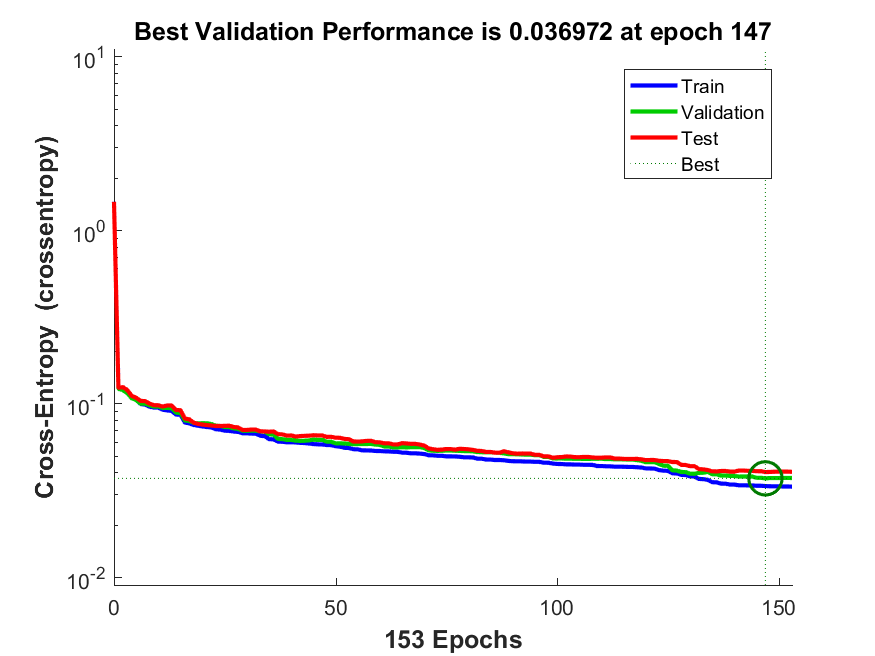 Best Validation Performance is 0.036972 at epoch 147
10^1
10^0
10^-1
10^-2
Cross-Entropy (crossentropy)
Train
Validation
Test
Best
0 50 100 150
153 Epochs